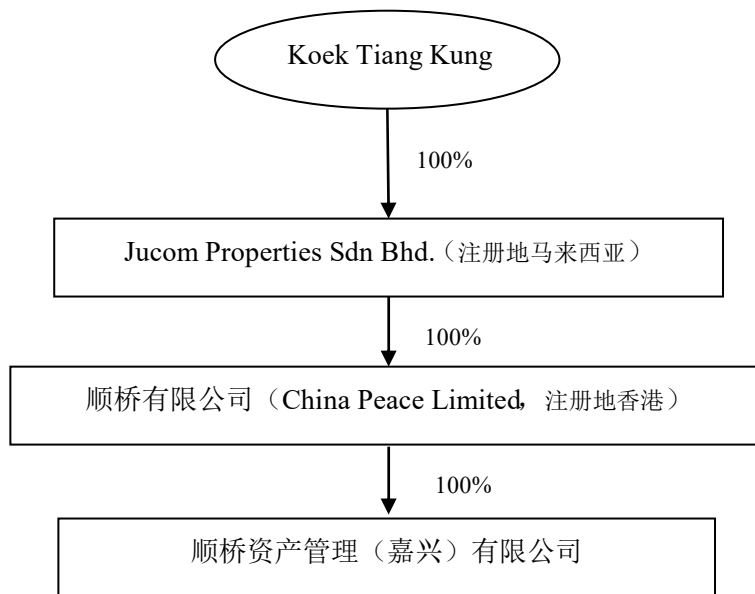 Koek Tiang Kung
100%
Jucom Properties Sdn Bhd.（注册地马来西亚）
100%
顺桥有限公司（China Peace Limited，注册地香港）
100%
顺桥资产管理（嘉兴）有限公司